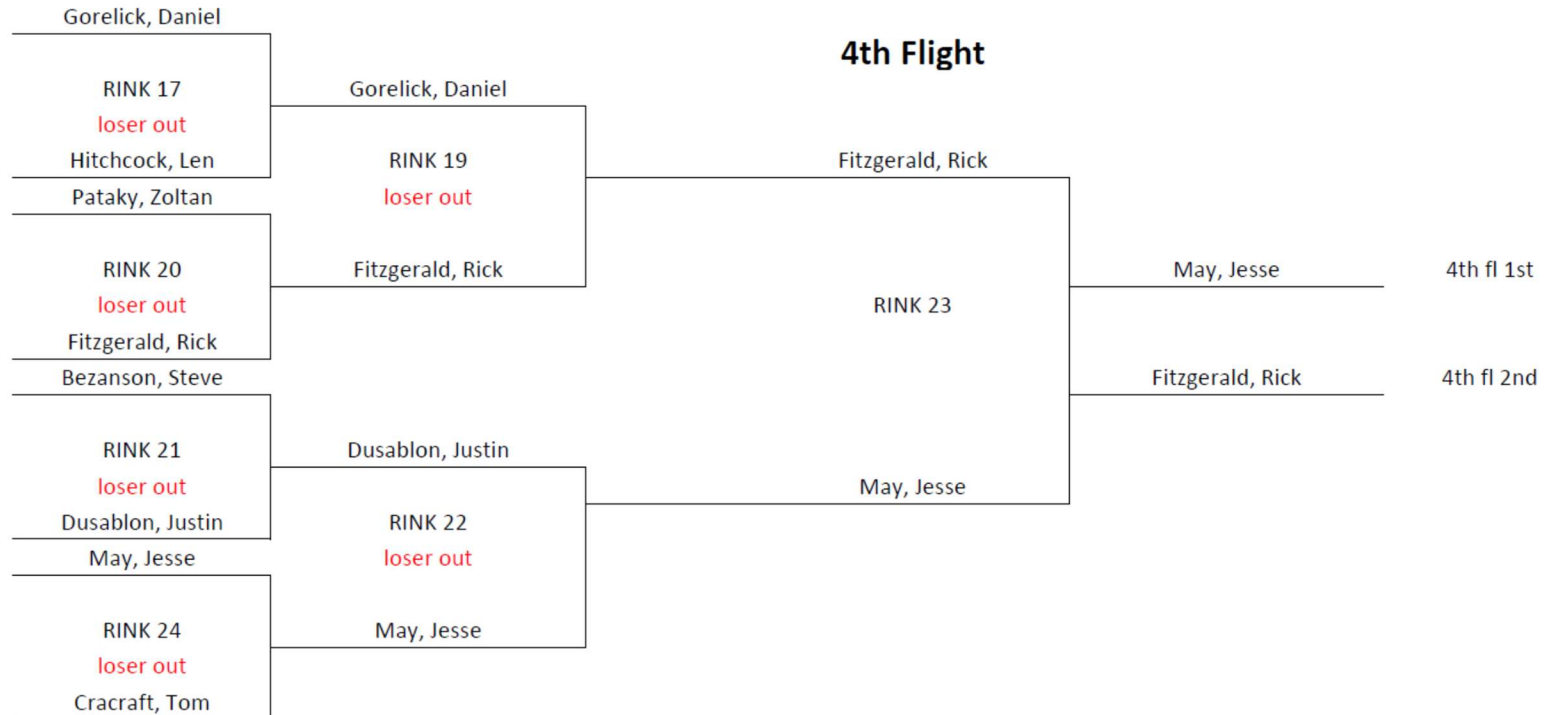 Gorelick, Daniel
4th Flight
RINK 17
Gorelick, Daniel
loser out
Hitchcock, Len
RINK 19
Fitzgerald, Rick
Pataky, Zoltan
loser out
RINK 20
Fitzgerald, Rick
May, Jesse
4th fl 1st
loser out
RINK 23
Fitzgerald, Rick
Bezanson, Steve
Fitzgerald, Rick
4th fl 2nd
RINK 21
Dusablon, Justin
loser out
May, Jesse
Dusablon, Justin
RINK 22
May, Jesse
loser out
RINK 24
May, Jesse
loser out
Cracraft, Tom